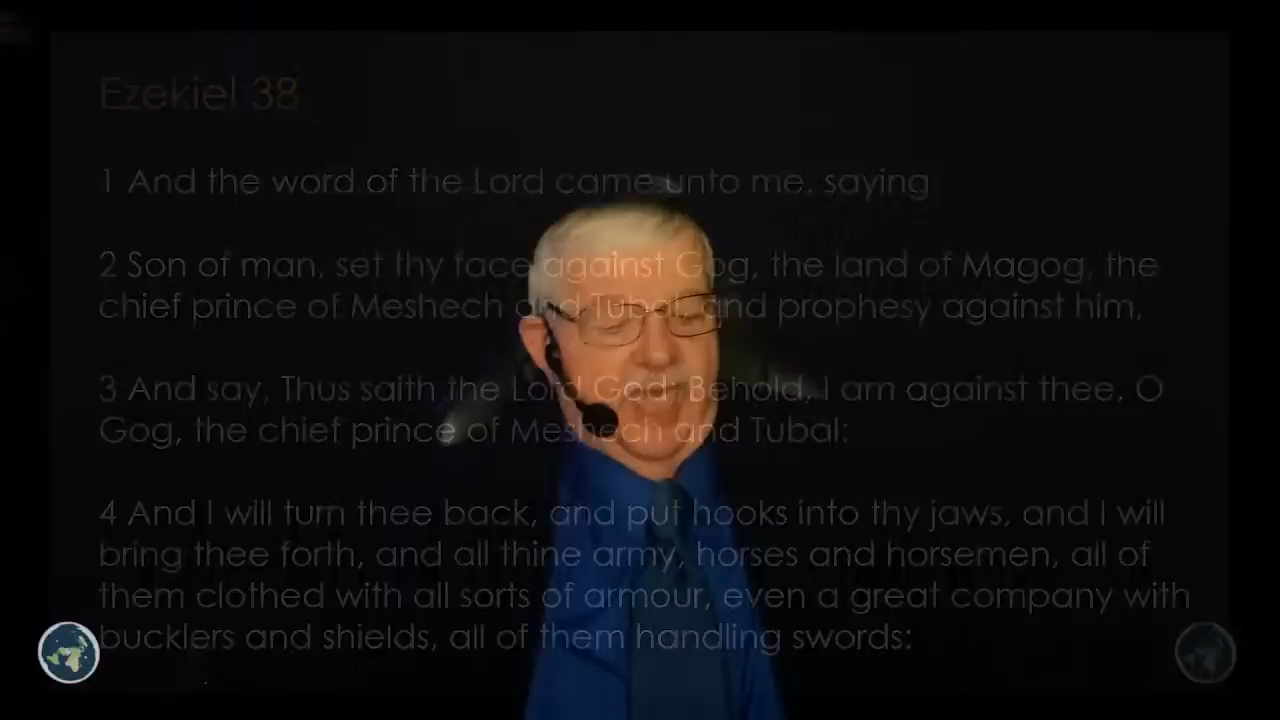 Ezekiel 38
1 And the word of the Lord came unto me, saying
2 Son of man, set thy face against Gog, the land of Magog, the
chief prince of Meshech and Tubal, and prophesy against him,
3 And say, Thus saith the Lord God; Behold, I am against thee, O
Gog, the chief prince of Meshech and Tubal:
4 And I will turn thee back, and put hooks into thy jaws, and I will
bring thee forth, and all thine army, horses and horsemen, all of
them clothed with all sorts of armour, even a great company with
bucklers and shields, all of them handling swords: